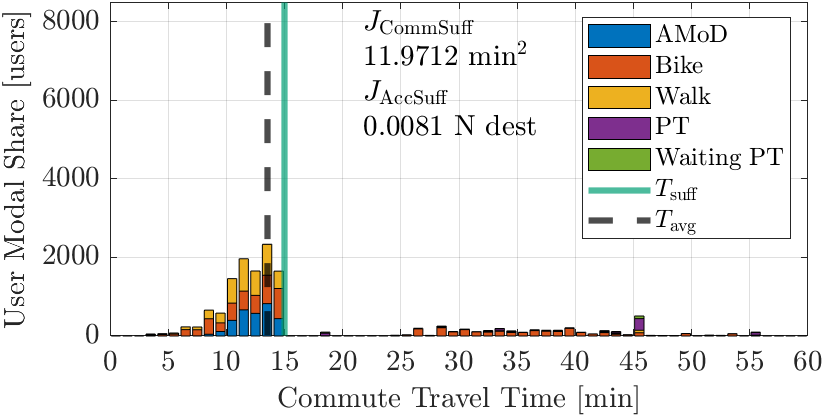 User Modal Share [users]
8000
6000
4000
2000
0
J_CommSuff
11.9712 min²
J_AccSuff
0.0081 N dest
AMoD
Bike
Walk
PT
Waiting PT
T_suff
T_avg
0 5 10 15 20 25 30 35 40 45 50 55 60
Commute Travel Time [min]